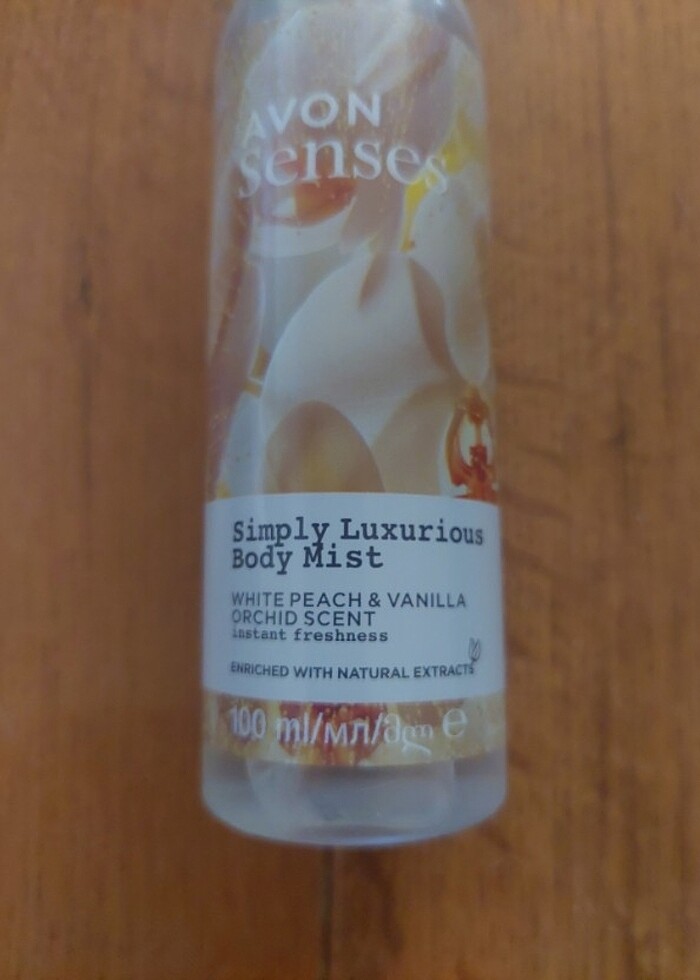 AVON
senses
Simply Luxurious
Body Mist
WHITE PEACH & VANILLA
ORCHID SCENT
instant freshness
ENRICHED WITH NATURAL EXTRACTS
100 ml/мл/მლ e